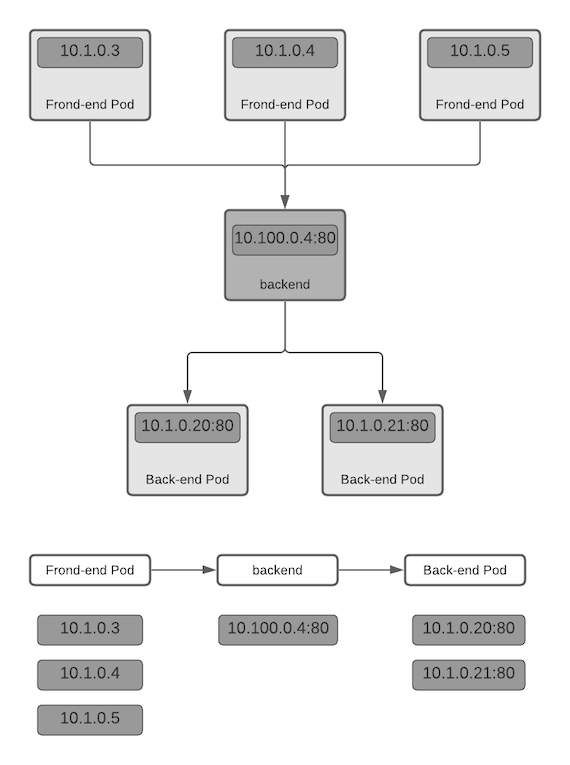 10.1.0.3
10.1.0.4
10.1.0.5
Frond-end Pod
Frond-end Pod
Frond-end Pod
10.100.0.4:80
backend
10.1.0.20:80
10.1.0.21:80
Back-end Pod
Back-end Pod
Frond-end Pod
backend
Back-end Pod
10.1.0.3
10.100.0.4:80
10.1.0.20:80
10.1.0.4
10.1.0.21:80
10.1.0.5